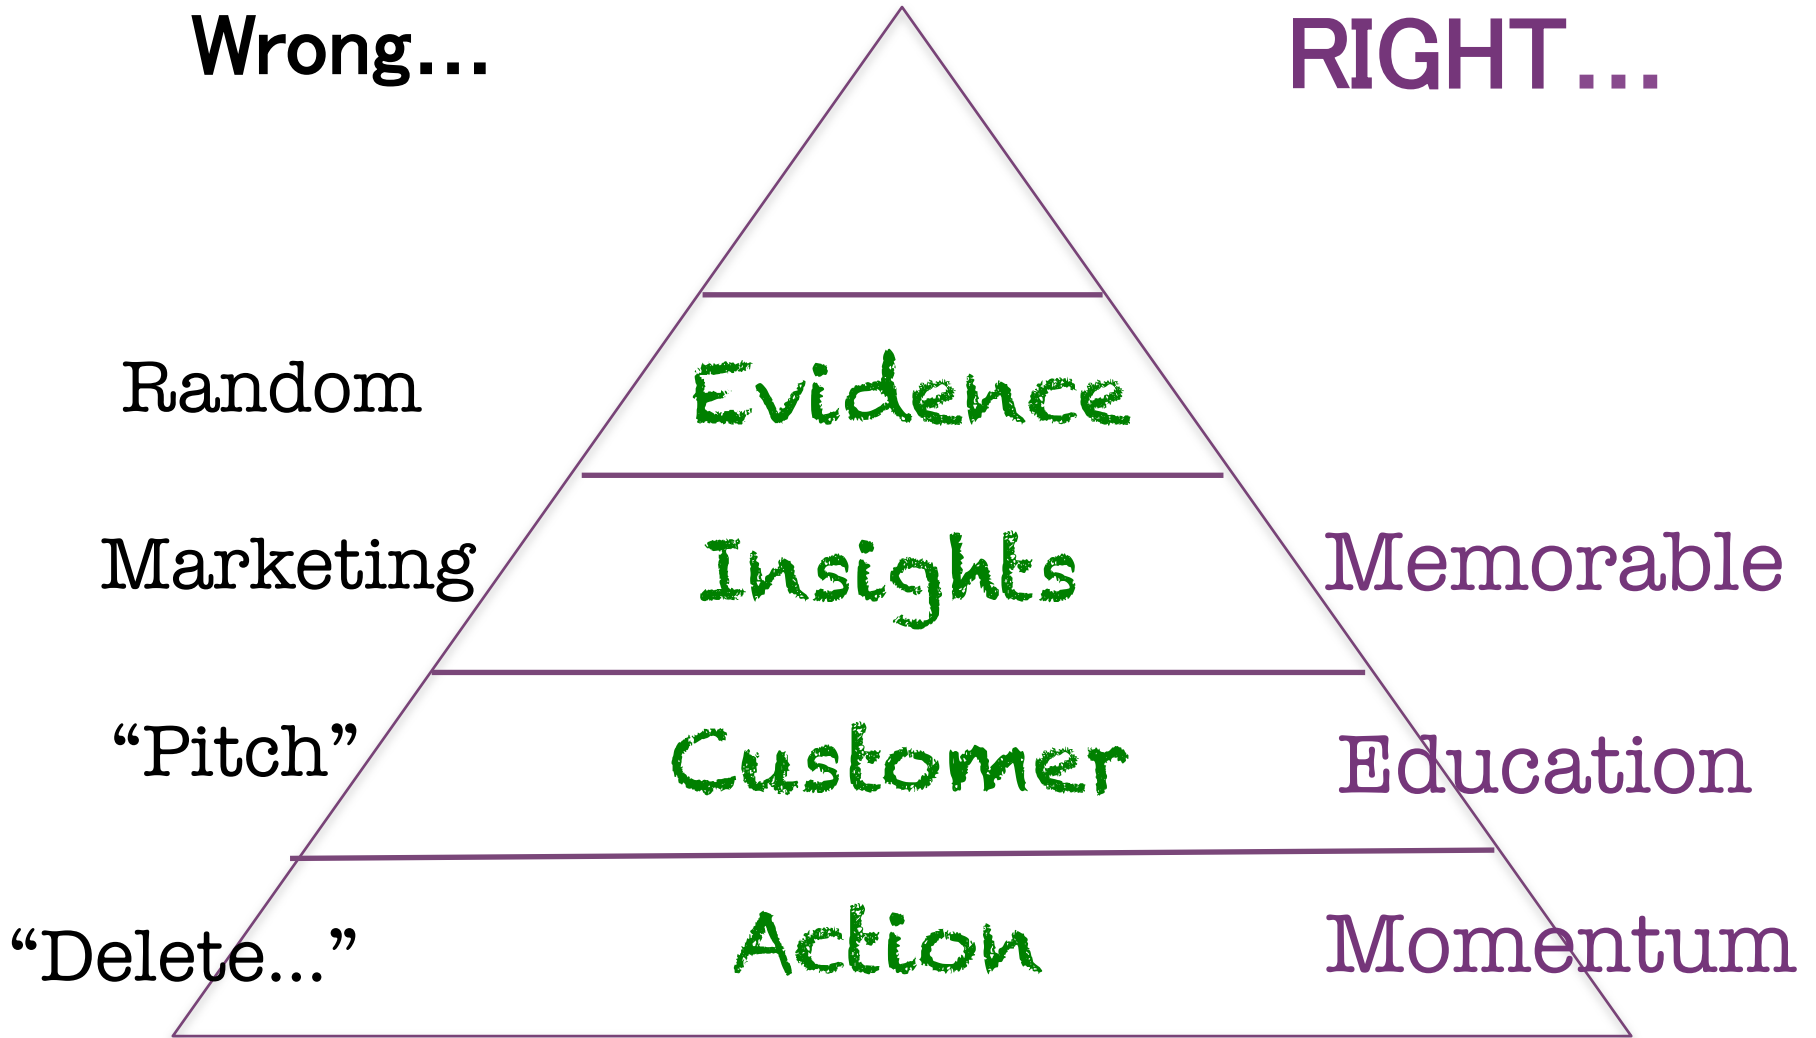 Wrong...
RIGHT...
Random
Evidence
Marketing
Insights
Memorable
“Pitch”
Customer
Education
“Delete...”
Action
Momentum